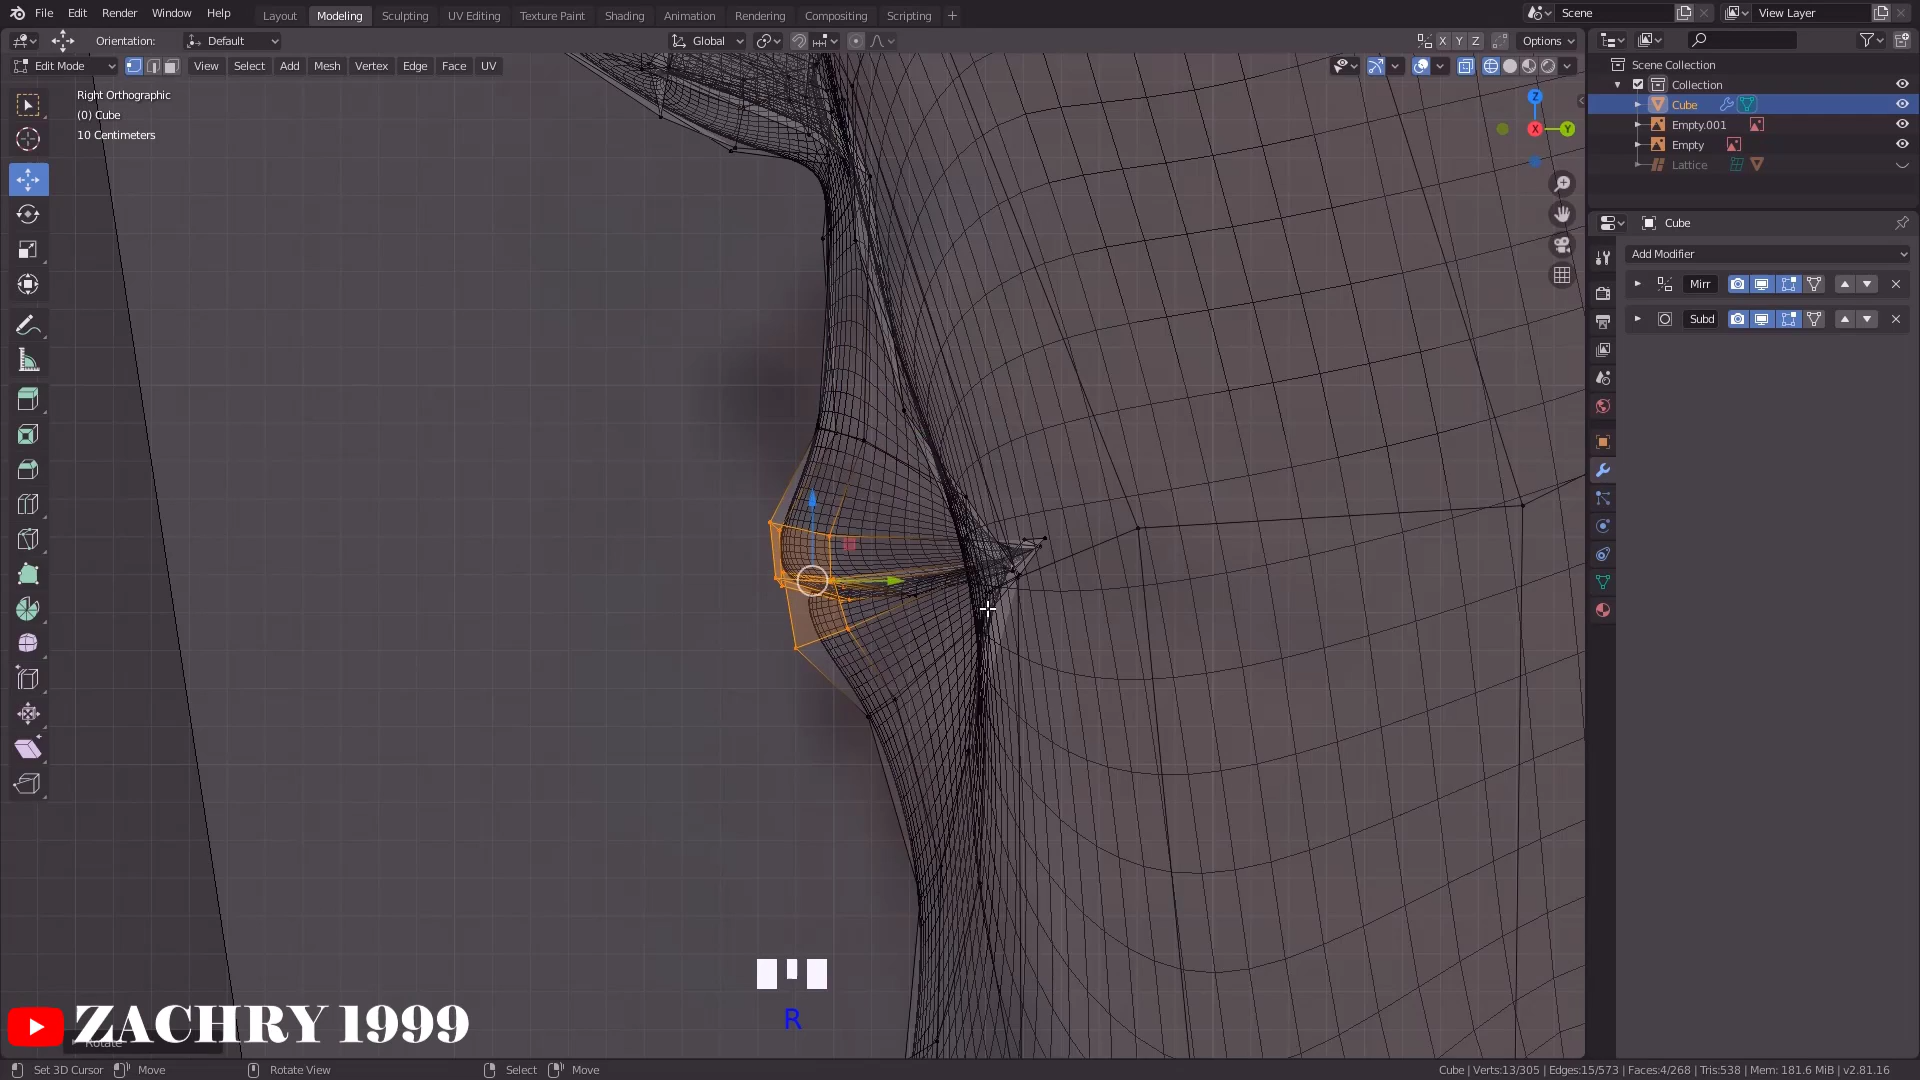 File Edit Render Window Help Layout Modeling Sculpting UV Editing Texture Paint Shading Animation Rendering Compositing Scripting Scene View Layer
Orientation: Default Global X Y Z Options
Edit Mode View Select Add Mesh Vertex Edge Face UV
Right Orthographic
(0) Cube
10 Centimeters
Z
X
Y
Scene Collection
Collection
Cube
Empty.001
Empty
Lattice
Cube
Add Modifier
Mirr
Subd
R
ZACHRY 1999
Rotate
Set 3D Cursor Move Rotate View Select Move Cube | Verts:13/305 | Edges:15/573 | Faces:4/268 | Tris:538 | Mem: 181.6 MiB | v2.81.16